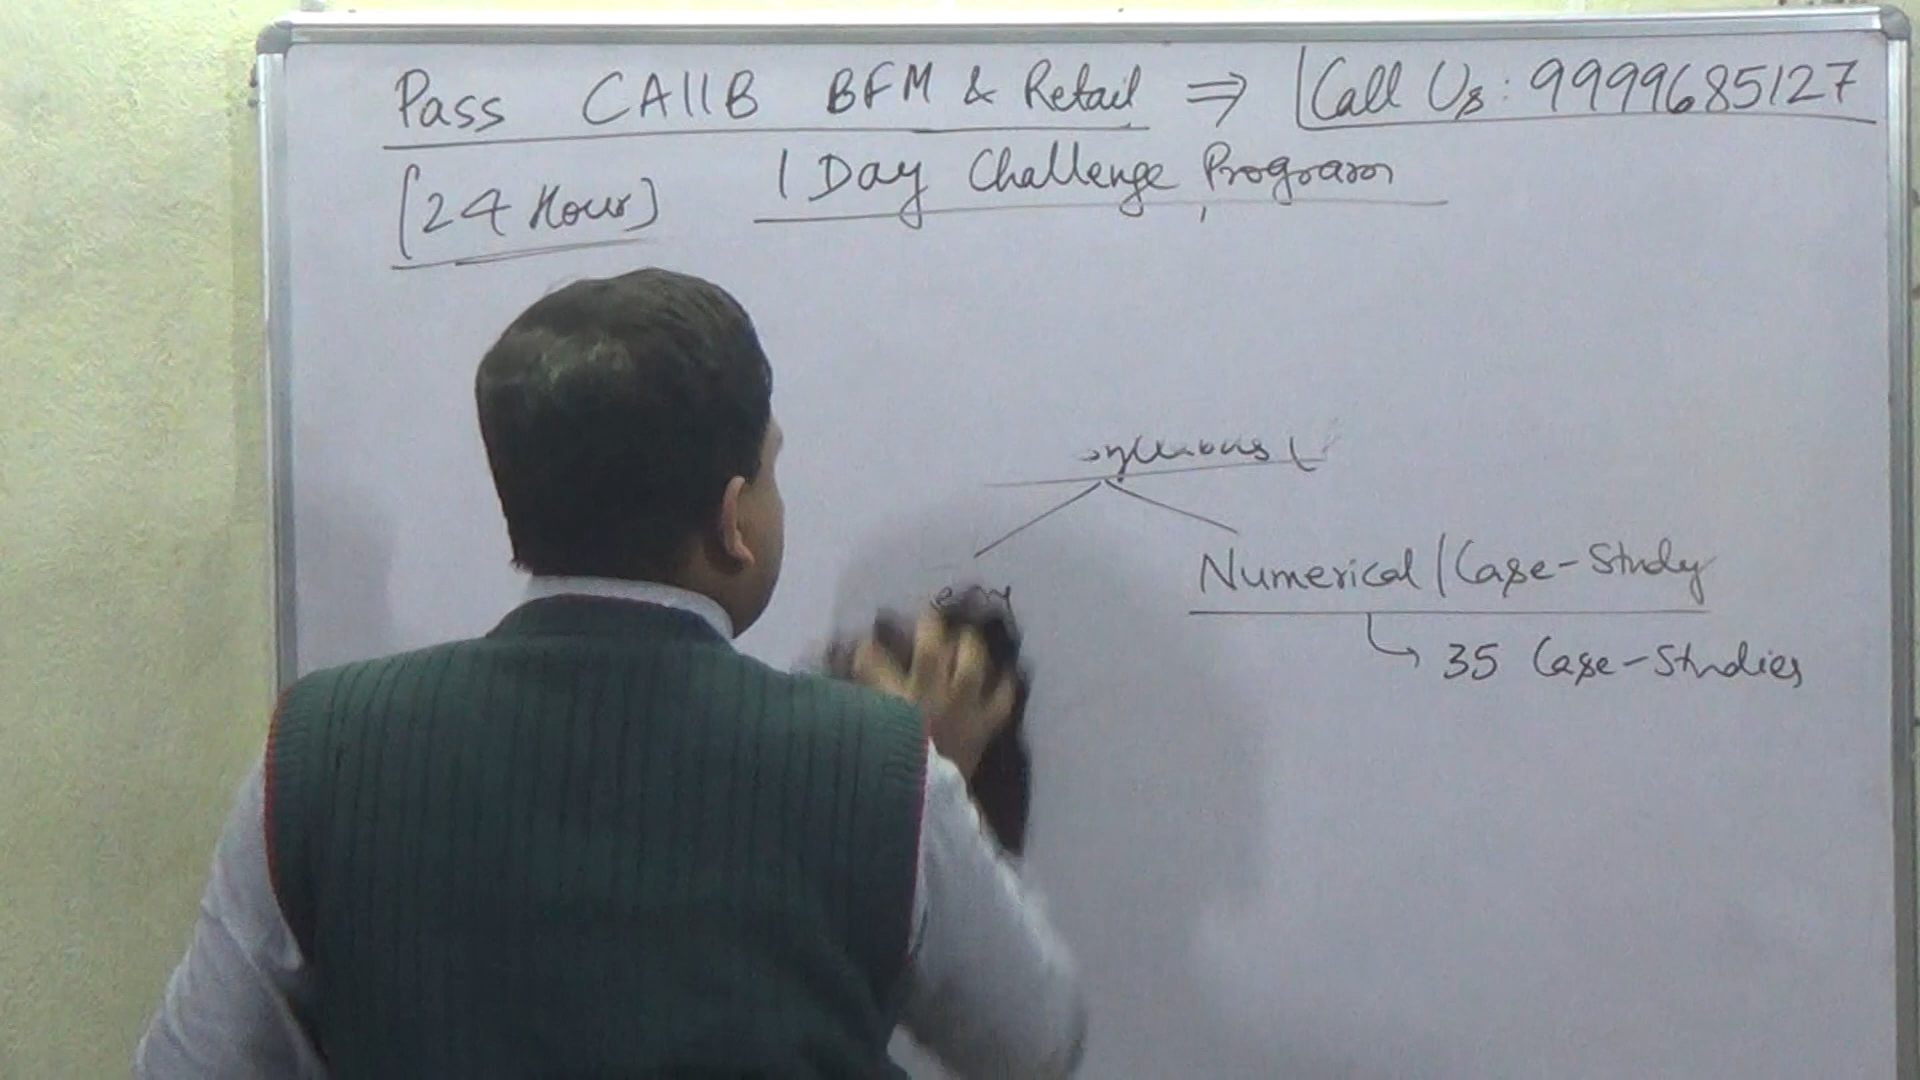 Pass CAIIB BFM & Retail ⇒ Call Us: 9999685127
[24 Hour] 1 Day Challenge Program
Numerical / Case-Study
35 Case-Studies